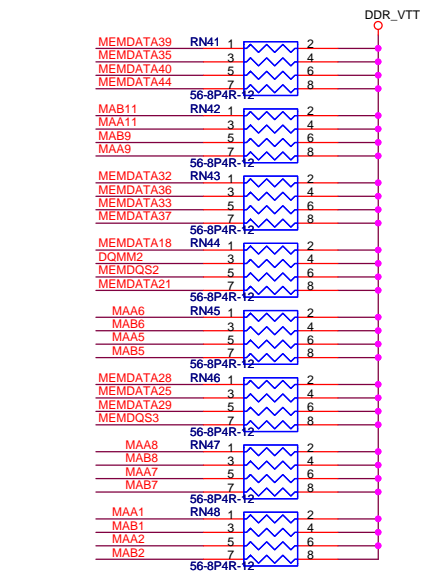 DDR_VTT
MEMDATA39 RN41 1 2
MEMDATA35 3 4
MEMDATA40 5 6
MEMDATA44 7 8
56-8P4R-12
MAB11 RN42 1 2
MAA11 3 4
MAB9 5 6
MAA9 7 8
56-8P4R-12
MEMDATA32 RN43 1 2
MEMDATA36 3 4
MEMDATA33 5 6
MEMDATA37 7 8
56-8P4R-12
MEMDATA18 RN44 1 2
DQMM2 3 4
MEMDQS2 5 6
MEMDATA21 7 8
56-8P4R-12
MAA6 RN45 1 2
MAB6 3 4
MAA5 5 6
MAB5 7 8
56-8P4R-12
MEMDATA28 RN46 1 2
MEMDATA25 3 4
MEMDATA29 5 6
MEMDQS3 7 8
56-8P4R-12
MAA8 RN47 1 2
MAB8 3 4
MAA7 5 6
MAB7 7 8
56-8P4R-12
MAA1 RN48 1 2
MAB1 3 4
MAA2 5 6
MAB2 7 8
56-8P4R-12